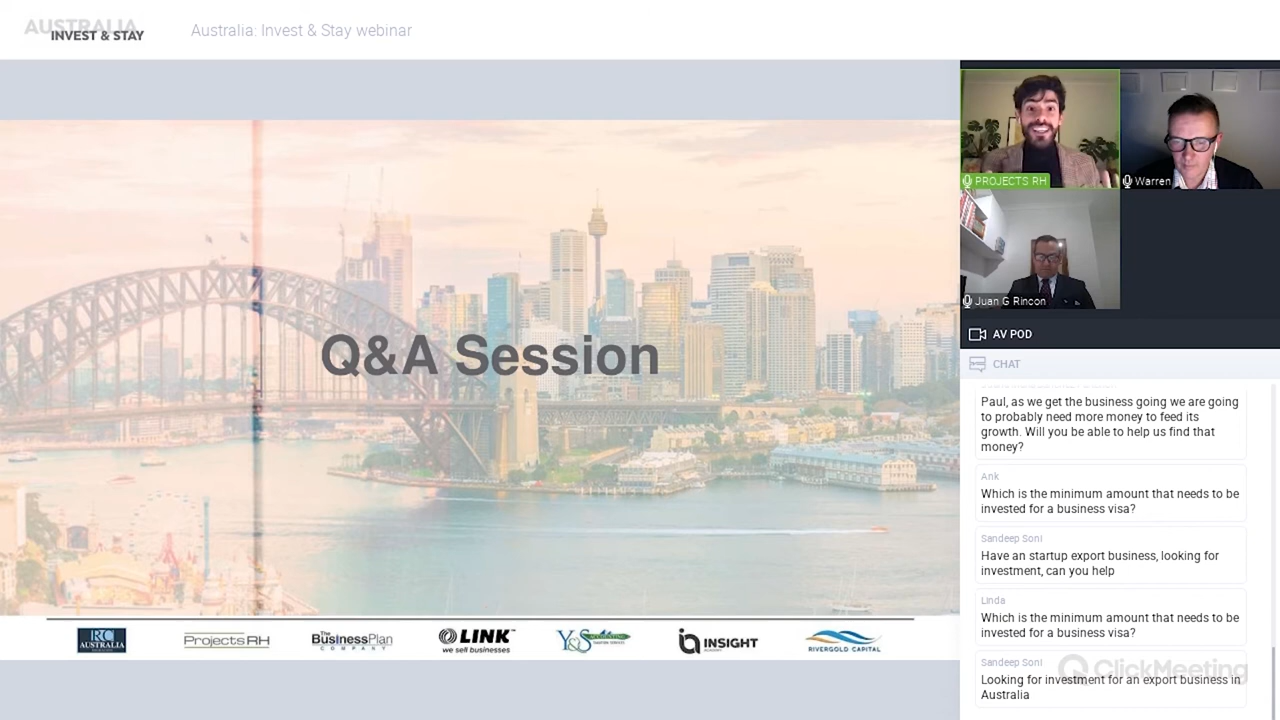 AUSTRALIA
INVEST & STAY
Australia: Invest & Stay webinar
Q&A Session
RC
AUSTRALIA
ProjectsRH
The
BusinessPlan
COMPANY
LINK
we sell businesses
Y&S
INSIGHT
RIVERGOLD CAPITAL
PROJECTS RH
Warren
Juan G Rincon
AV POD
CHAT
Paul, as we get the business going we are going
to probably need more money to feed its
growth. Will you be able to help us find that
money?
Ank
Which is the minimum amount that needs to be
invested for a business visa?
Sandeep Soni
Have an startup export business, looking for
investment, can you help
Linda
Which is the minimum amount that needs to be
invested for a business visa?
Sandeep Soni
ClickMeeting
Looking for investment for an export business in
Australia